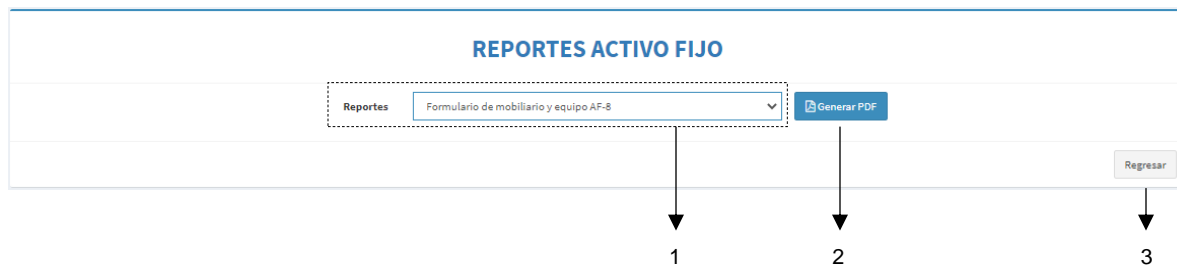 REPORTES ACTIVO FIJO
Reportes Formulario de mobiliario y equipo AF-8 Generar PDF
Regresar
1 2 3